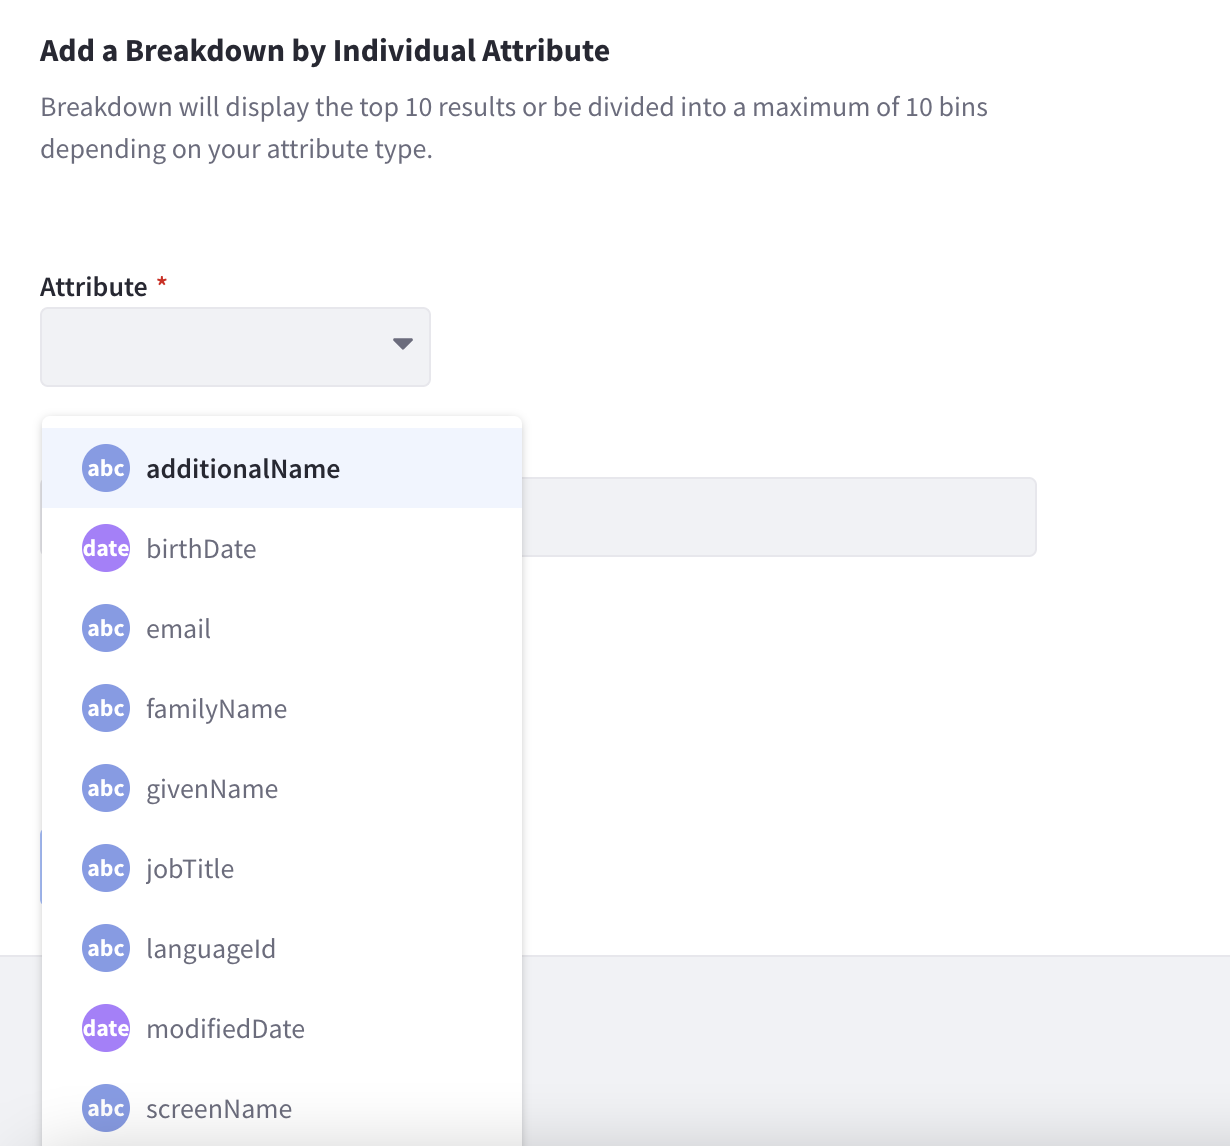 Add a Breakdown by Individual Attribute
Breakdown will display the top 10 results or be divided into a maximum of 10 bins
depending on your attribute type.
Attribute *
abc additionalName
date birthDate
abc email
abc familyName
abc givenName
abc jobTitle
abc languageId
date modifiedDate
abc screenName